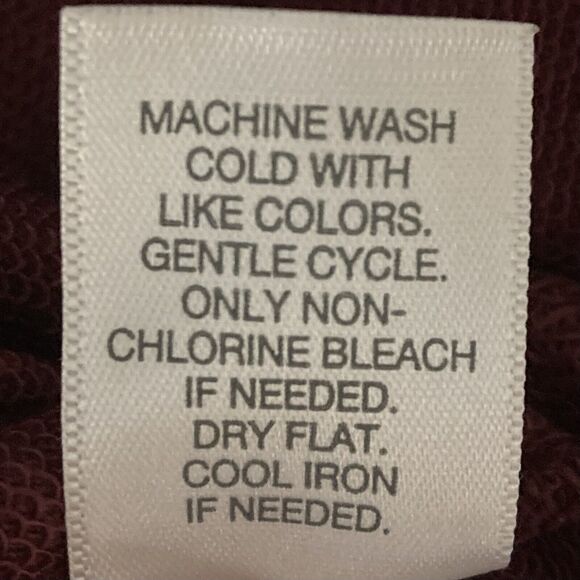 MACHINE WASH
COLD WITH
LIKE COLORS.
GENTLE CYCLE.
ONLY NON-
CHLORINE BLEACH
IF NEEDED.
DRY FLAT.
COOL IRON
IF NEEDED.